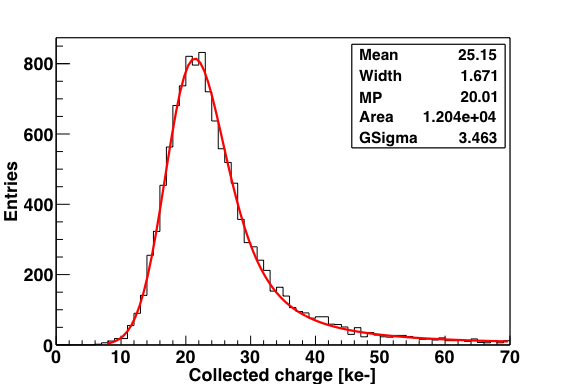 Mean 25.15
Width 1.671
MP 20.01
Area 1.204e+04
GSigma 3.463
Entries
800
600
400
200
0
0 10 20 30 40 50 60 70
Collected charge [ke-]